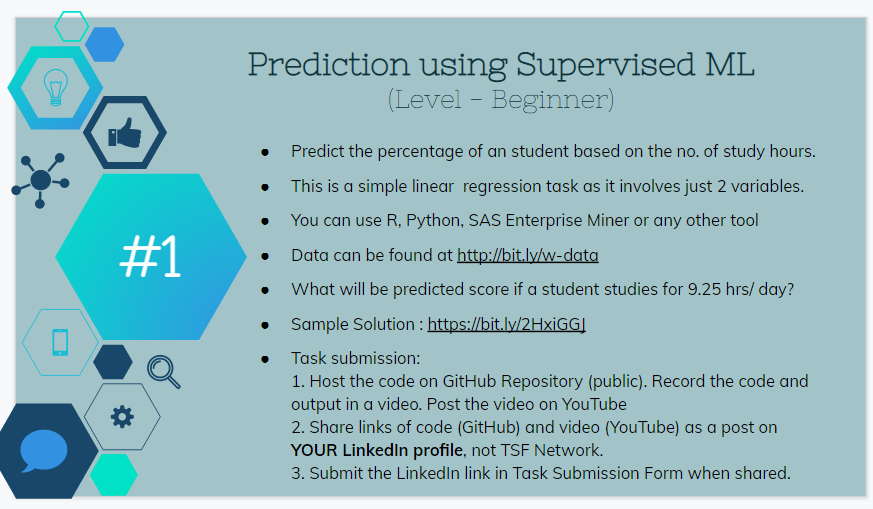 Prediction using Supervised ML
(Level - Beginner)
#1
● Predict the percentage of an student based on the no. of study hours.
● This is a simple linear regression task as it involves just 2 variables.
● You can use R, Python, SAS Enterprise Miner or any other tool
● Data can be found at http://bit.ly/w-data
● What will be predicted score if a student studies for 9.25 hrs/ day?
● Sample Solution : https://bit.ly/2HxiGGJ
● Task submission:
1. Host the code on GitHub Repository (public). Record the code and
output in a video. Post the video on YouTube
2. Share links of code (GitHub) and video (YouTube) as a post on
YOUR LinkedIn profile, not TSF Network.
3. Submit the LinkedIn link in Task Submission Form when shared.